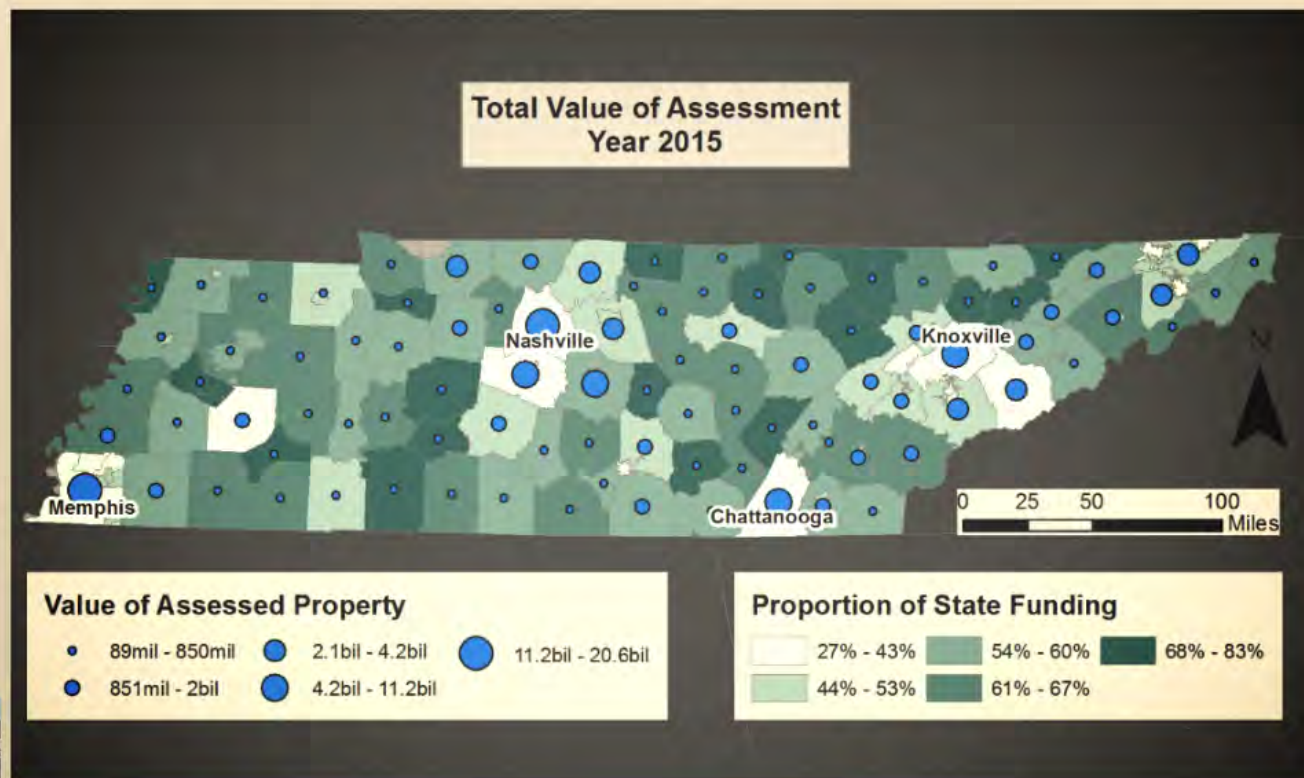 Total Value of Assessment
Year 2015
Nashville
Knoxville
Memphis
Chattanooga
N
0 25 50 100
Miles
Value of Assessed Property
89mil - 850mil
2.1bil - 4.2bil
11.2bil - 20.6bil
851mil - 2bil
4.2bil - 11.2bil
Proportion of State Funding
27% - 43%
54% - 60%
68% - 83%
44% - 53%
61% - 67%